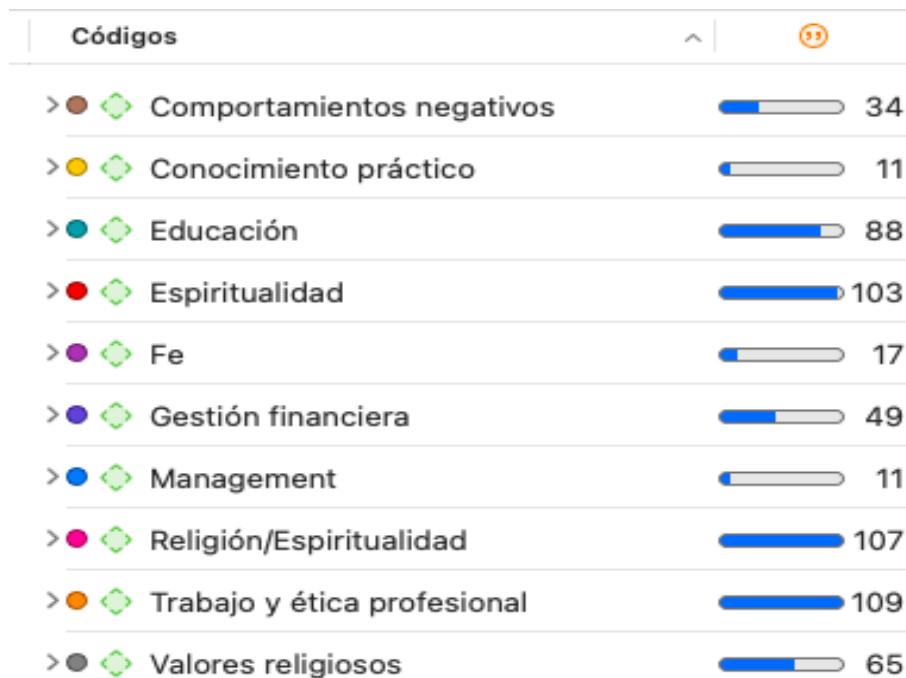 Códigos
Comportamientos negativos 34
Conocimiento práctico 11
Educación 88
Espiritualidad 103
Fe 17
Gestión financiera 49
Management 11
Religión/Espiritualidad 107
Trabajo y ética profesional 109
Valores religiosos 65